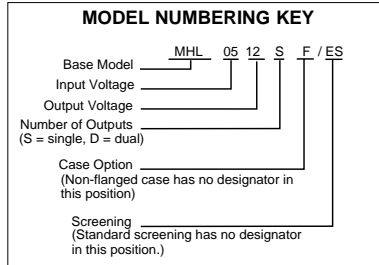 MODEL NUMBERING KEY
MHL 05 12 S F / ES
Base Model
Input Voltage
Output Voltage
Number of Outputs
(S = single, D = dual)
Case Option
(Non-flanged case has no designator in
this position)
Screening
(Standard screening has no designator
in this position.)